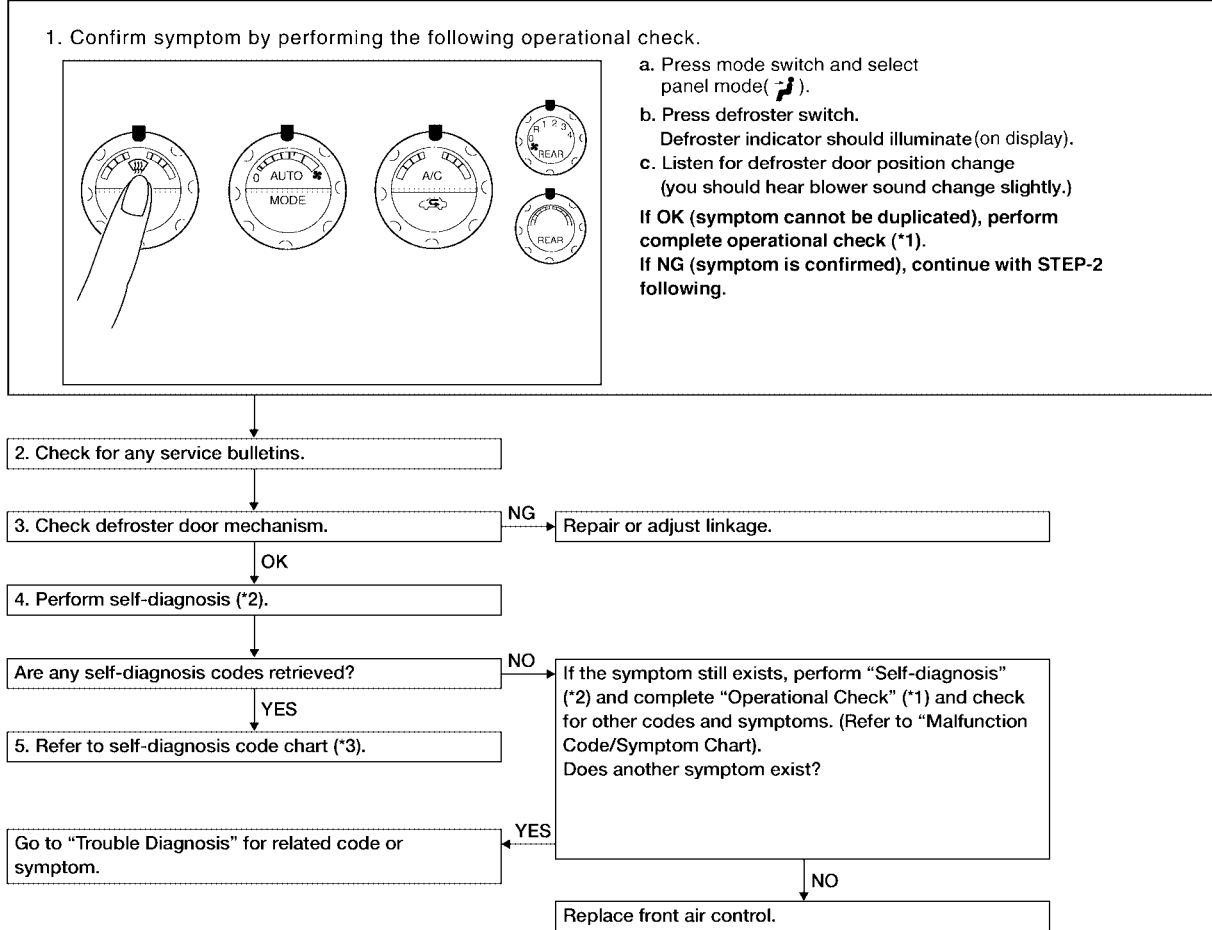 1. Confirm symptom by performing the following operational check.
AUTO
MODE
A/C
0 R 1 2 3 4
REAR
REAR
a. Press mode switch and select
panel mode( ).
b. Press defroster switch.
Defroster indicator should illuminate(on display).
c. Listen for defroster door position change
(you should hear blower sound change slightly.)
If OK (symptom cannot be duplicated), perform
complete operational check (*1).
If NG (symptom is confirmed), continue with STEP-2
following.
2. Check for any service bulletins.
3. Check defroster door mechanism.
NG
Repair or adjust linkage.
OK
4. Perform self-diagnosis (*2).
Are any self-diagnosis codes retrieved?
NO
If the symptom still exists, perform “Self-diagnosis”
(*2) and complete “Operational Check” (*1) and check
for other codes and symptoms. (Refer to “Malfunction
Code/Symptom Chart).
Does another symptom exist?
YES
5. Refer to self-diagnosis code chart (*3).
YES
Go to “Trouble Diagnosis” for related code or
symptom.
NO
Replace front air control.